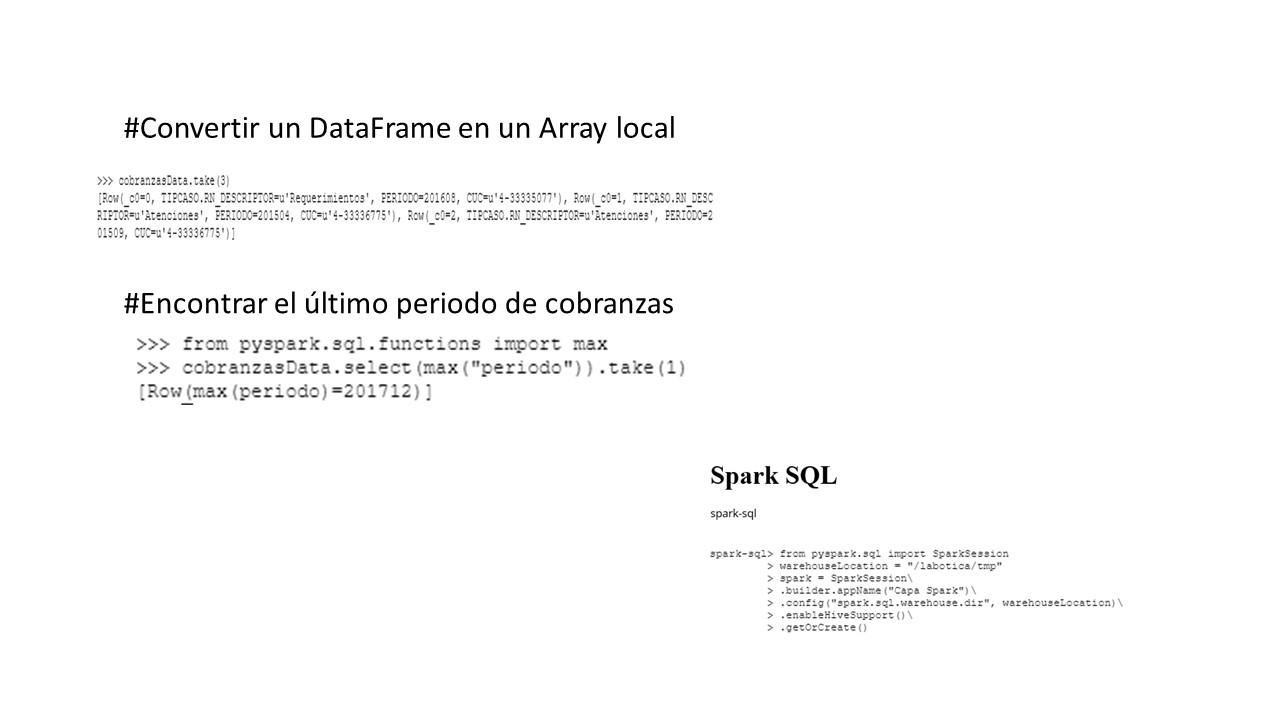 #Convertir un DataFrame en un Array local
>>> cobranzasData.take(3)
[Row(_c0=0, TIPCASO.RN_DESCRIPTOR=u'Requerimientos', PERIODO=201608, CUC=u'4-33335077'), Row(_c0=1, TIPCASO.RN_DESC
RIPTOR=u'Atenciones', PERIODO=201504, CUC=u'4-33336775'), Row(_c0=2, TIPCASO.RN_DESCRIPTOR=u'Atenciones', PERIODO=2
01509, CUC=u'4-33336775')]
#Encontrar el último periodo de cobranzas
>>> from pyspark.sql.functions import max
>>> cobranzasData.select(max("periodo")).take(1)
[Row(max(periodo)=201712)]
Spark SQL
spark-sql
spark-sql> from pyspark.sql import SparkSession
> warehouseLocation = "/labotica/tmp"
> spark = SparkSession\
> .builder.appName("Capa Spark")\
> .config("spark.sql.warehouse.dir", warehouseLocation)\
> .enableHiveSupport()\
> .getOrCreate()